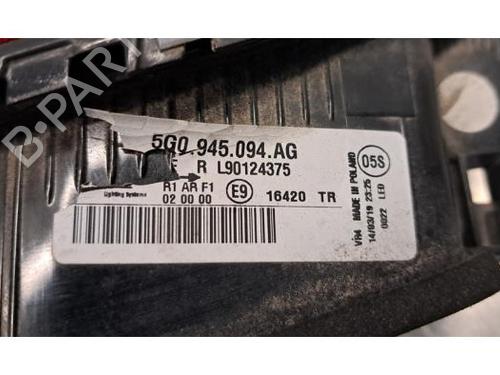 B-PARTS
5G0.945.094.AG
R L90124375
R1 AR F1
02 00 00
E9
16420 TR
Lighting Systems
05S
VR4 MADE IN POLAND
14/03/19 23:25
0022 LED